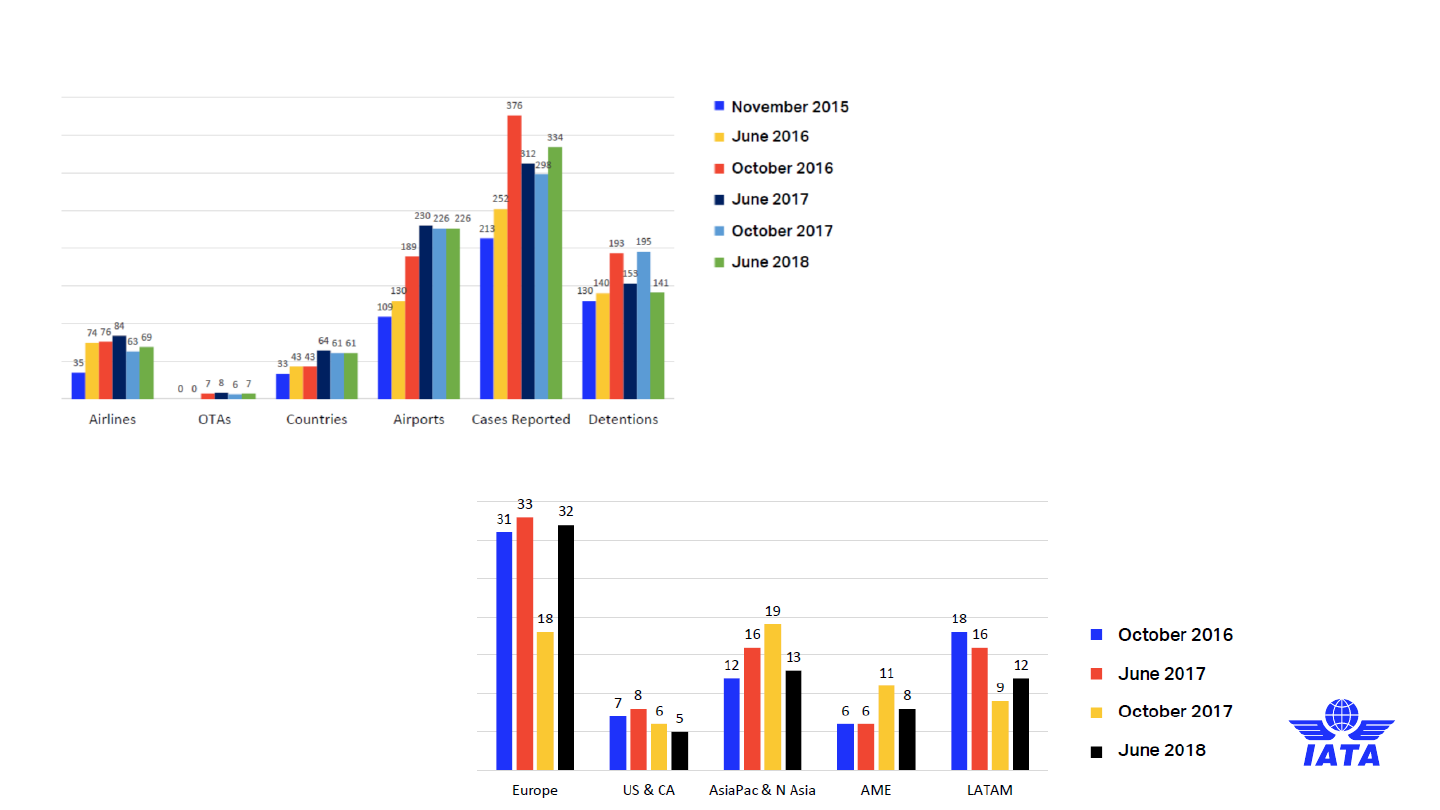 376
334
312
298
252
213
230 226 226
189
130
109
193 195
153
130 140 141
35 74 76 84 63 69
0 0 7 8 6 7
33 43 43 64 61 61
Airlines OTAs Countries Airports Cases Reported Detentions
November 2015
June 2016
October 2016
June 2017
October 2017
June 2018
31 33 18 32
7 8 6 5
12 16 19 13
6 6 11 8
18 16 9 12
Europe US & CA AsiaPac & N Asia AME LATAM
October 2016
June 2017
October 2017
June 2018
IATA